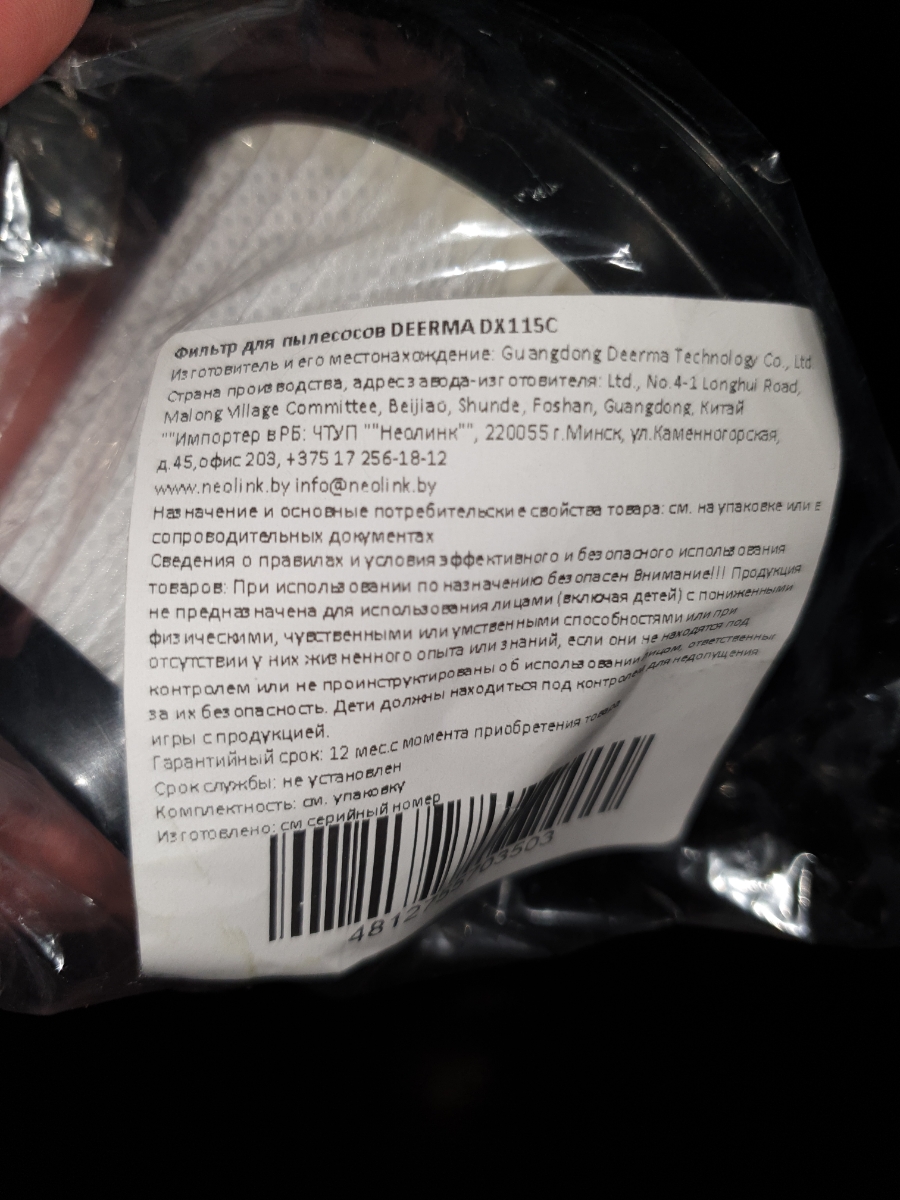 Фильтр для пылесосов DEERMA DX115C
Изготовитель и его местонахождение: Guangdong Deerma Technology Co., Ltd
Страна производства, адрес завода-изготовителя: Ltd., No.4-1 Longhui Road,
Malong Village Committee, Beijiao, Shunde, Foshan, Guangdong, Китай
""Импортер в РБ: ЧТУП ""Неолинк"", 220055 г.Минск, ул.Каменногорская,
д.45,офис 203, +375 17 256-18-12
www.neolink.by info@neolink.by
Назначение и основные потребительские свойства товара: см. на упаковке или в
сопроводительных документах
Сведения о правилах и условия эффективного и безопасного использования
товаров: При использовании по назначению безопасен Внимание!!! Продукция
не предназначена для использования лицами (включая детей) с пониженными
физическими, чувственными или умственными способностями или при
отсутствии у них жизненного опыта или знаний, если они не находятся под
контролем или не проинструктированы об использовании лицом, ответственным
за их безопасность. Дети должны находиться под контролем для недопущения
игры с продукцией.
Гарантийный срок: 12 мес.с момента приобретения товара
Срок службы: не установлен
Комплектность: см. упаковку
Изготовлено: см серийный номер